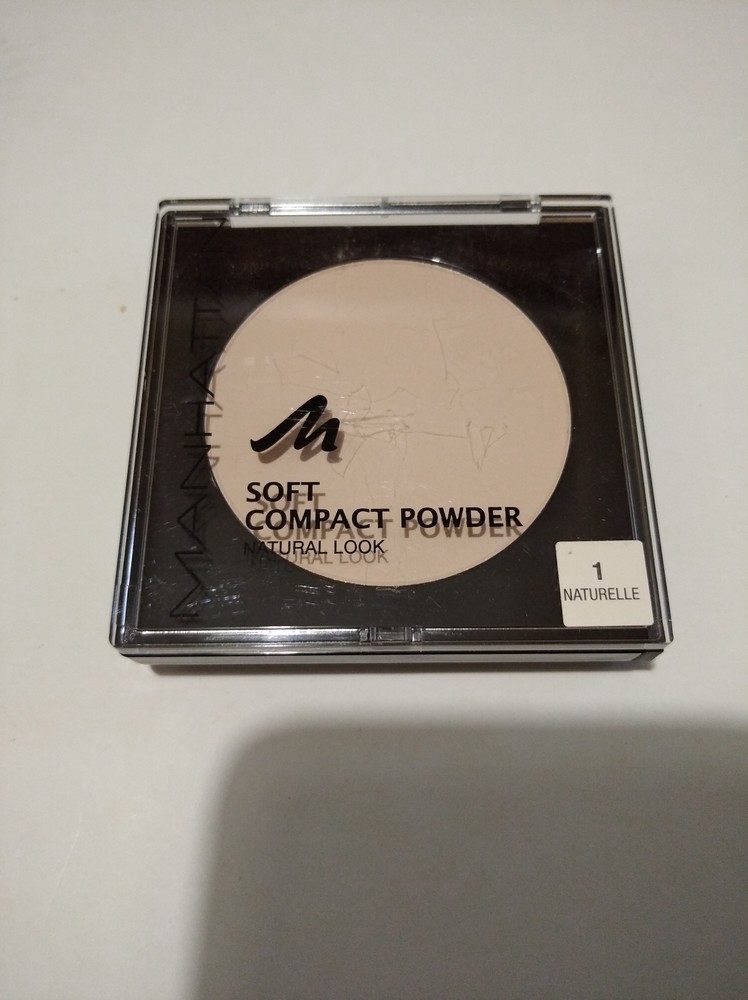 MANHATTAN
M
SOFT
COMPACT POWDER
NATURAL LOOK
1
NATURELLE